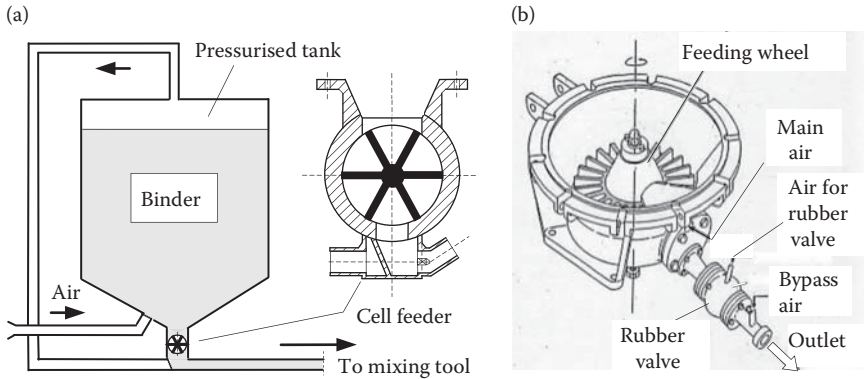 (a)
Pressurised tank
Binder
Air
Cell feeder
To mixing tool
(b)
Feeding wheel
Main
air
Air for
rubber
valve
Bypass
air
Rubber
valve
Outlet